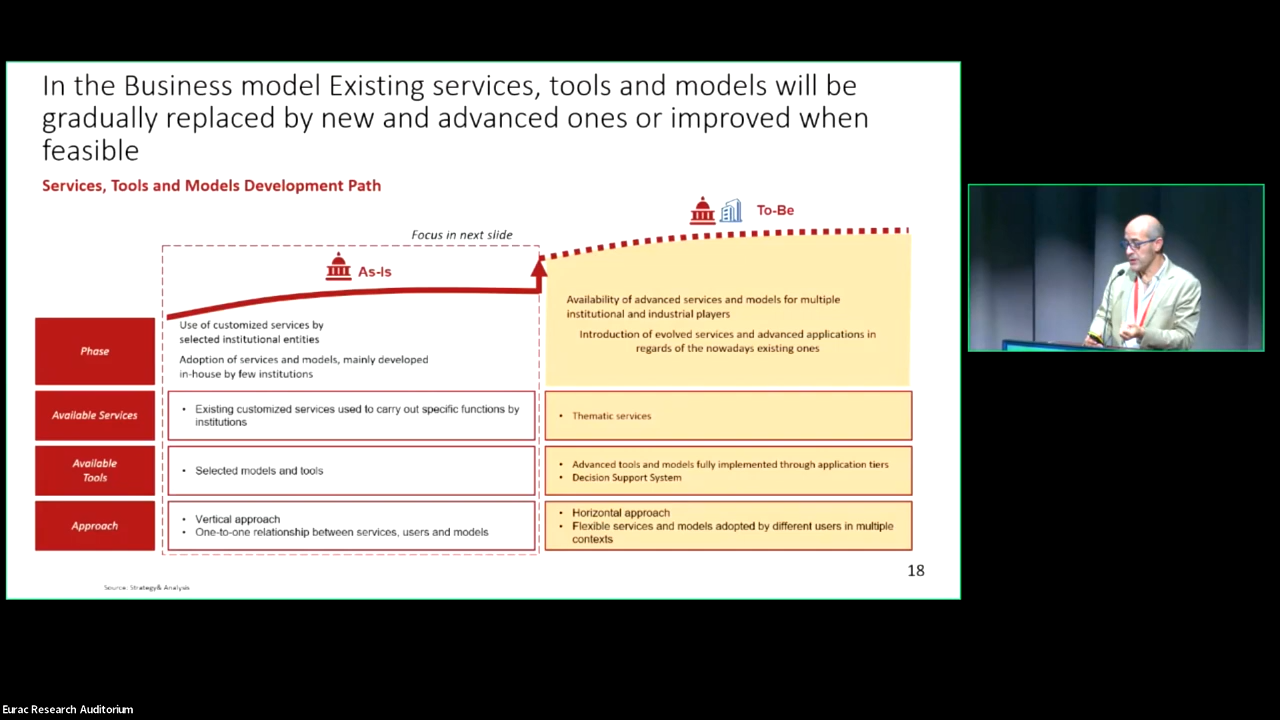 In the Business model Existing services, tools and models will be
gradually replaced by new and advanced ones or improved when
feasible
Services, Tools and Models Development Path
Focus in next slide
As-Is
To-Be
Phase
Use of customized services by
selected institutional entities
Adoption of services and models, mainly developed
in-house by few institutions
Availability of advanced services and models for multiple
institutional and industrial players
Introduction of evolved services and advanced applications in
regards of the nowadays existing ones
Available Services
• Existing customized services used to carry out specific functions by
institutions
• Thematic services
Available
Tools
• Selected models and tools
• Advanced tools and models fully implemented through application tiers
• Decision Support System
Approach
• Vertical approach
• One-to-one relationship between services, users and models
• Horizontal approach
• Flexible services and models adopted by different users in multiple
contexts
18
Source: Strategy& Analysis
Eurac Research Auditorium